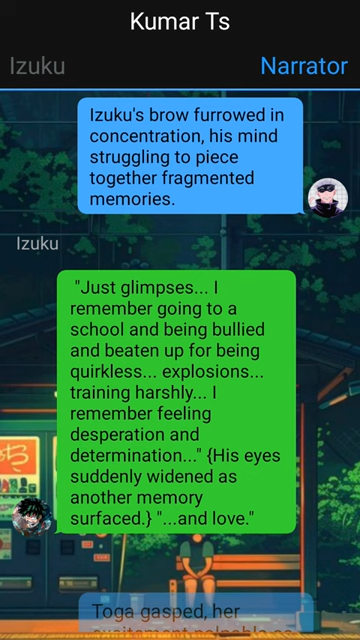 Kumar Ts
Izuku
Narrator
Izuku's brow furrowed in
concentration, his mind
struggling to piece
together fragmented
memories.
Izuku
"Just glimpses... I
remember going to a
school and being bullied
and beaten up for being
quirkless... explosions...
training harshly... I
remember feeling
desperation and
determination..." {His eyes
suddenly widened as
another memory
surfaced.} "...and love."
Toga gasped, her